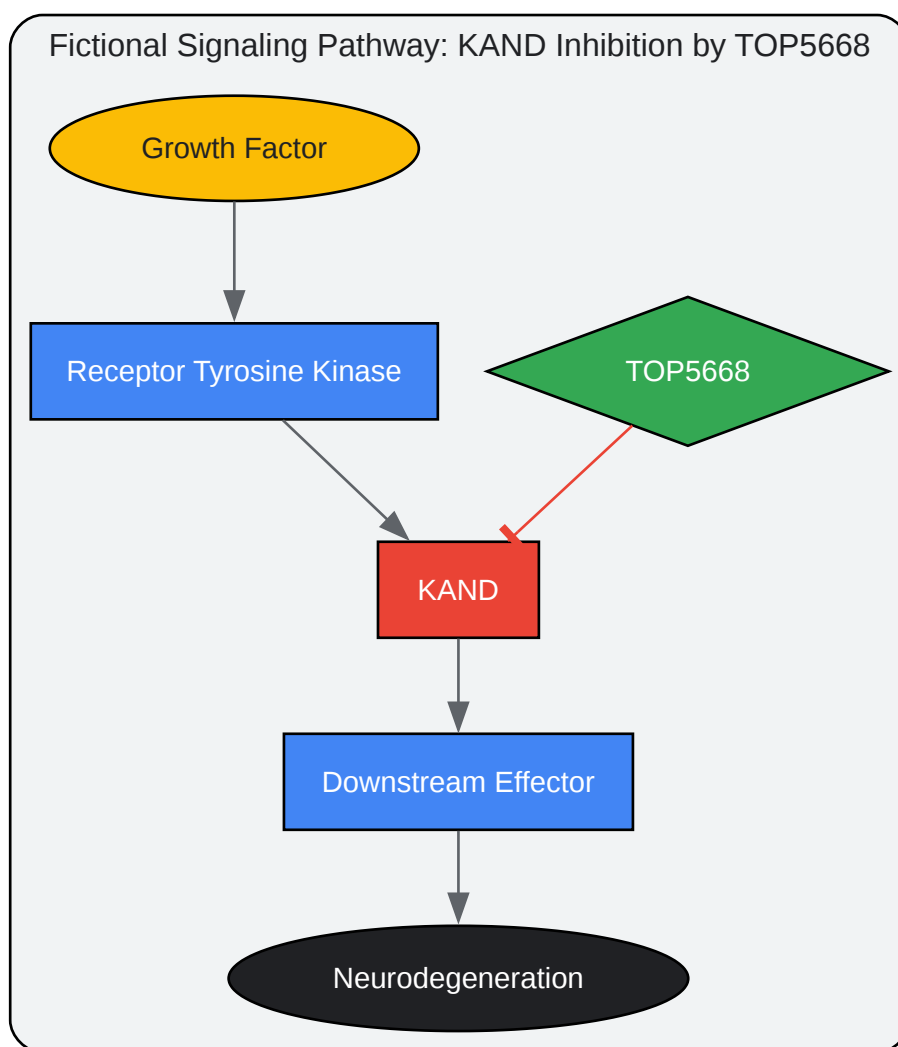 Fictional Signaling Pathway: KAND Inhibition by TOP5668
Growth Factor
Receptor Tyrosine Kinase
TOP5668
KAND
Downstream Effector
Neurodegeneration